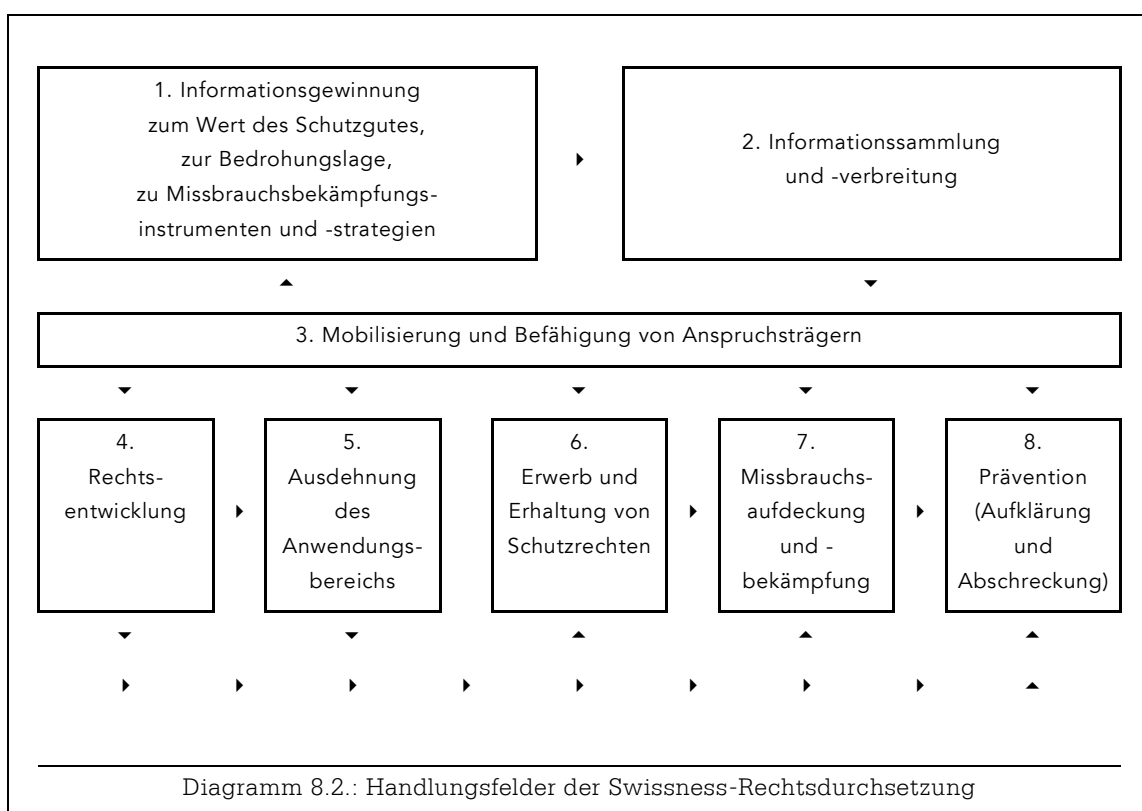 1. Informationsgewinnung
zum Wert des Schutzgutes,
zur Bedrohungslage,
zu Missbrauchsbekämpfungs-
instrumenten und -strategien
2. Informationssammlung
und -verbreitung
3. Mobilisierung und Befähigung von Anspruchsträgern
4.
Rechts-
entwicklung
5.
Ausdehnung
des
Anwendungs-
bereichs
6.
Erwerb und
Erhaltung von
Schutzrechten
7.
Missbrauchs-
aufdeckung
und -
bekämpfung
8.
Prävention
(Aufklärung
und
Abschreckung)
Diagramm 8.2.: Handlungsfelder der Swissness-Rechtsdurchsetzung